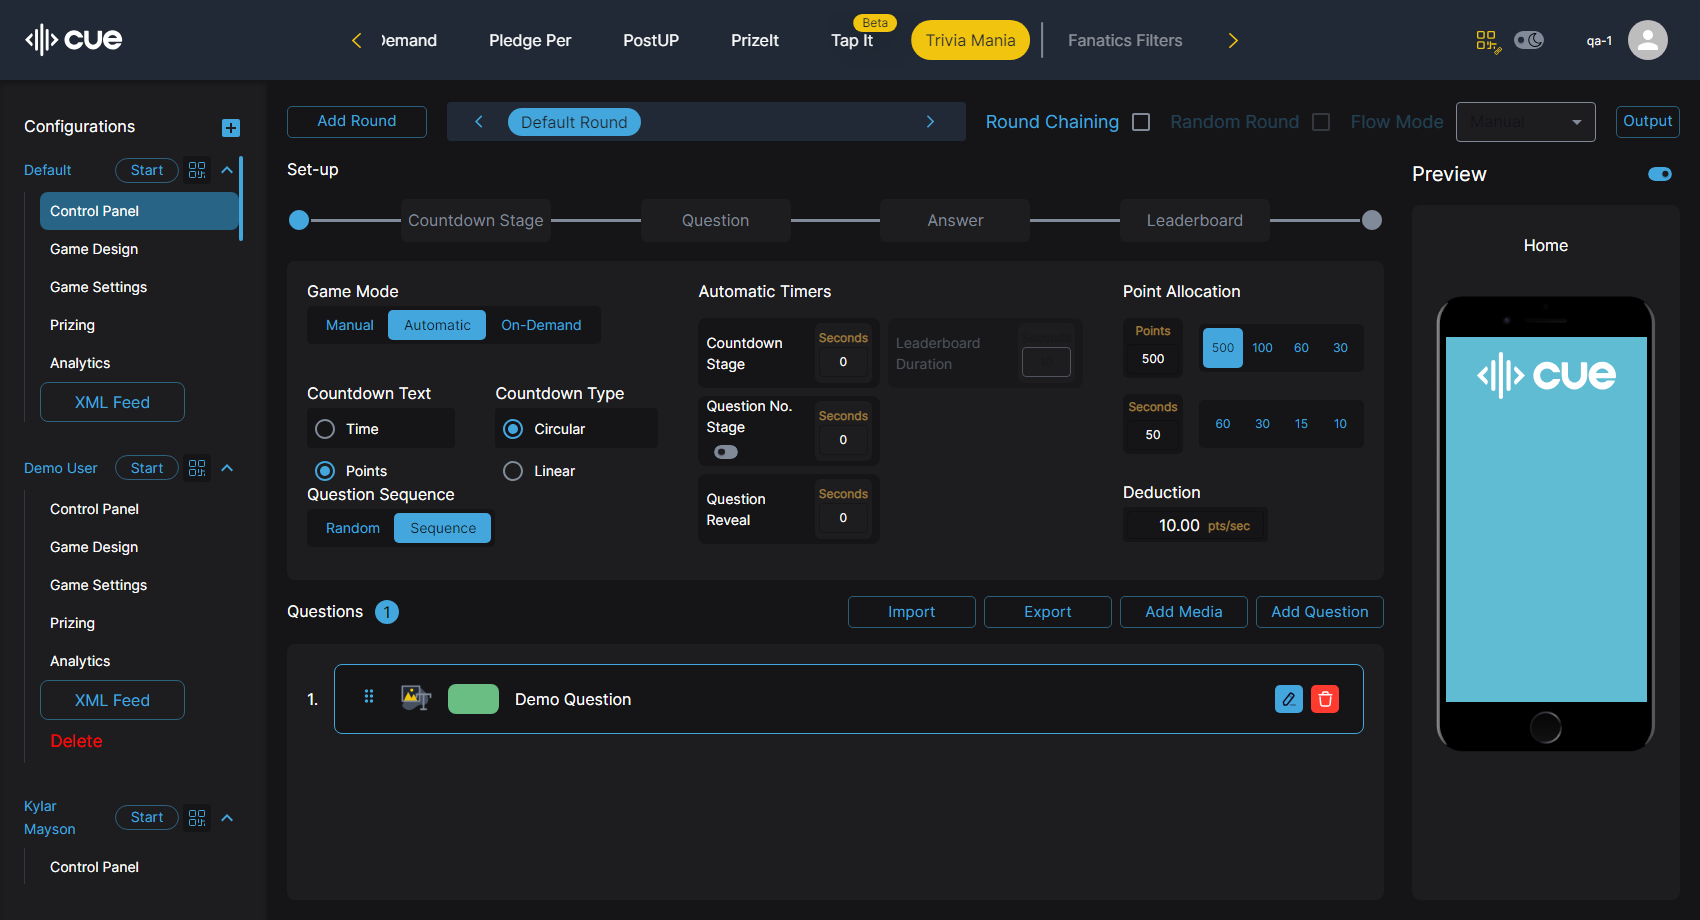 cue
Demand
Pledge Per
PostUP
PrizeIt
Beta
Tap It
Trivia Mania
Fanatics Filters
qa-1
Configurations
Default
Start
Control Panel
Game Design
Game Settings
Prizing
Analytics
XML Feed
Demo User
Start
Control Panel
Game Design
Game Settings
Prizing
Analytics
XML Feed
Delete
Kylar
Mayson
Start
Control Panel
Add Round
Default Round
Round Chaining
Random Round
Flow Mode
Manual
Output
Set-up
Countdown Stage
Question
Answer
Leaderboard
Game Mode
Manual
Automatic
On-Demand
Countdown Text
Time
Points
Countdown Type
Circular
Linear
Question Sequence
Random
Sequence
Automatic Timers
Countdown
Stage
Seconds
0
Leaderboard
Duration
Question No.
Stage
Seconds
0
Question
Reveal
Seconds
0
Point Allocation
Points
500
500
100
60
30
Seconds
50
60
30
15
10
Deduction
10.00 pts/sec
Questions 1
Import
Export
Add Media
Add Question
1.
Demo Question
Preview
Home
cue